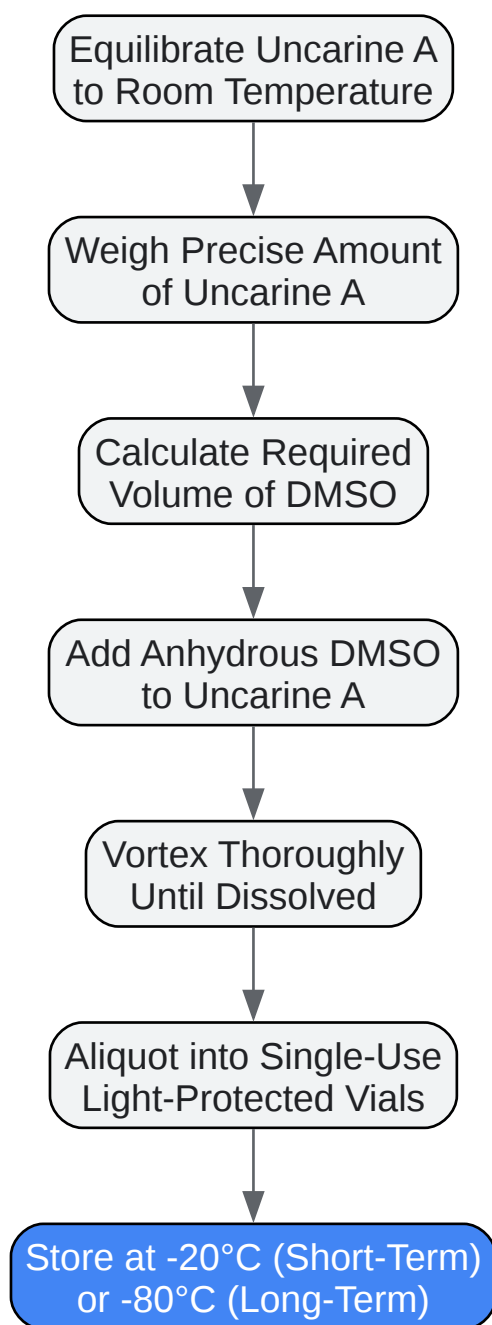 Equilibrate Uncarine A
to Room Temperature
Weigh Precise Amount
of Uncarine A
Calculate Required
Volume of DMSO
Add Anhydrous DMSO
to Uncarine A
Vortex Thoroughly
Until Dissolved
Aliquot into Single-Use
Light-Protected Vials
Store at -20°C (Short-Term)
or -80°C (Long-Term)